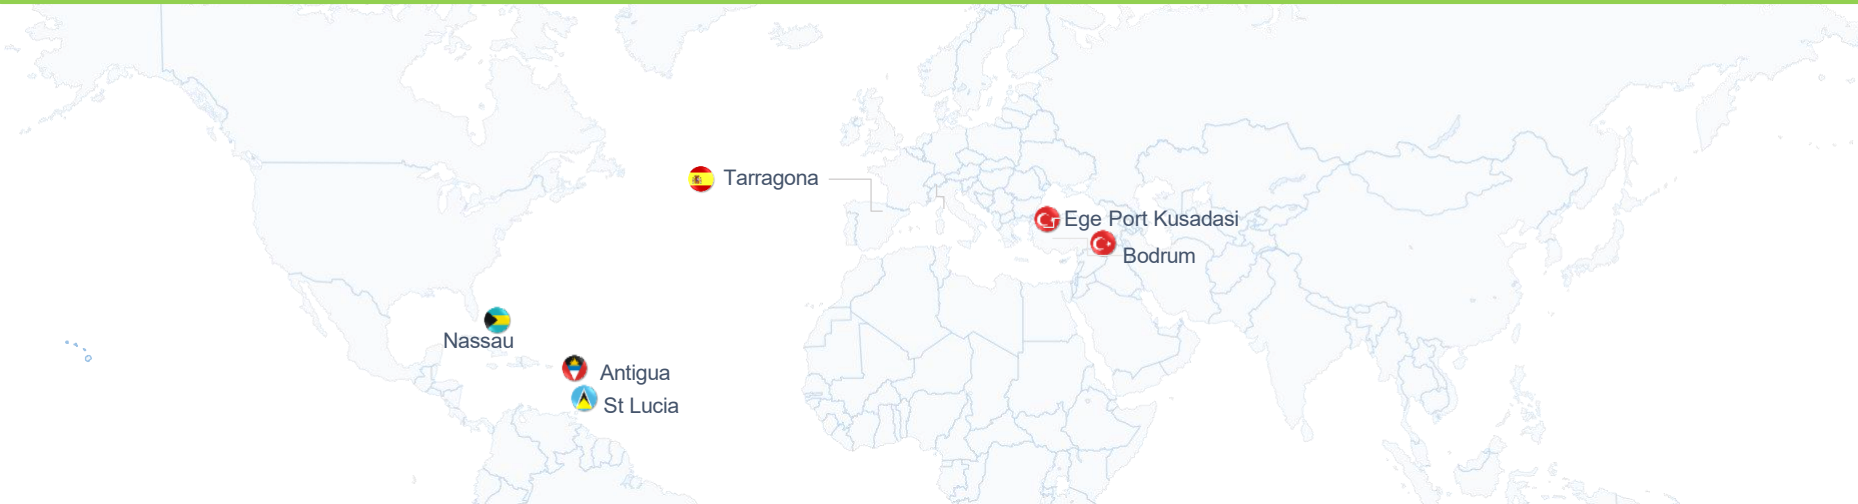 Tarragona
Ege Port Kusadasi
Bodrum
Nassau
Antigua
St Lucia